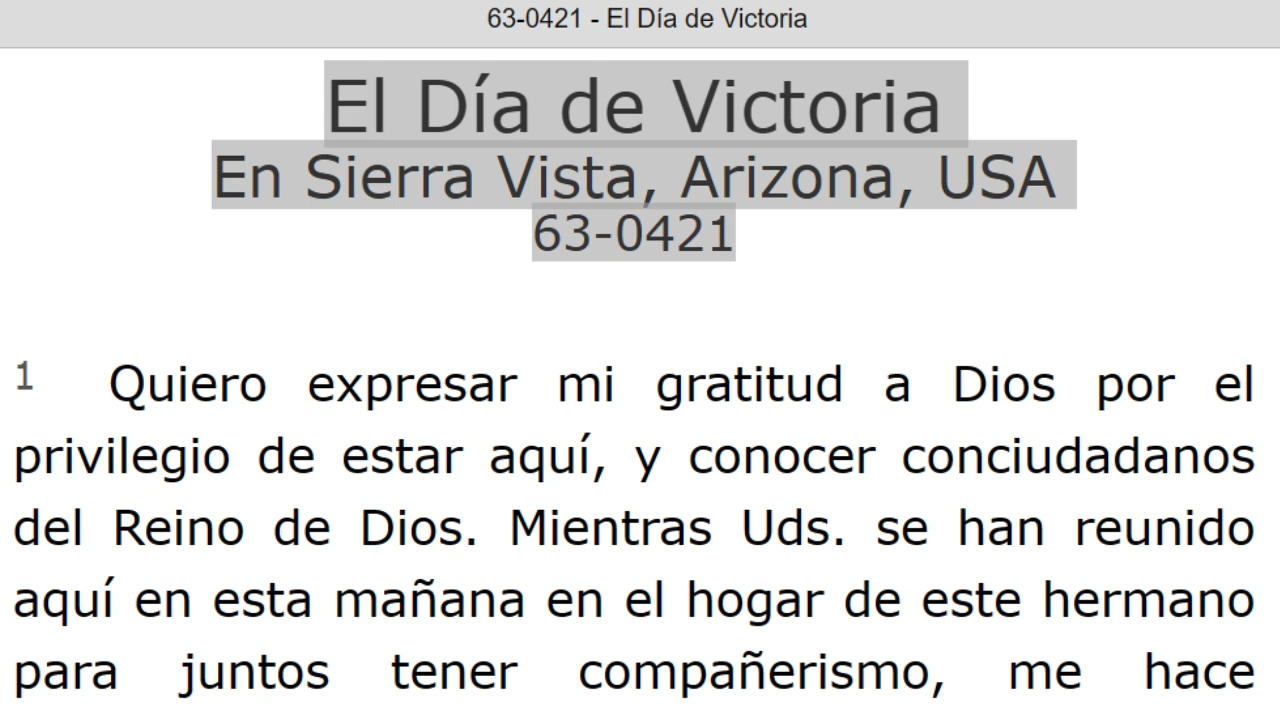 63-0421 - El Día de Victoria
El Día de Victoria
En Sierra Vista, Arizona, USA
63-0421
1 Quiero expresar mi gratitud a Dios por el
privilegio de estar aquí, y conocer conciudadanos
del Reino de Dios. Mientras Uds. se han reunido
aquí en esta mañana en el hogar de este hermano
para juntos tener compañerismo, me hace